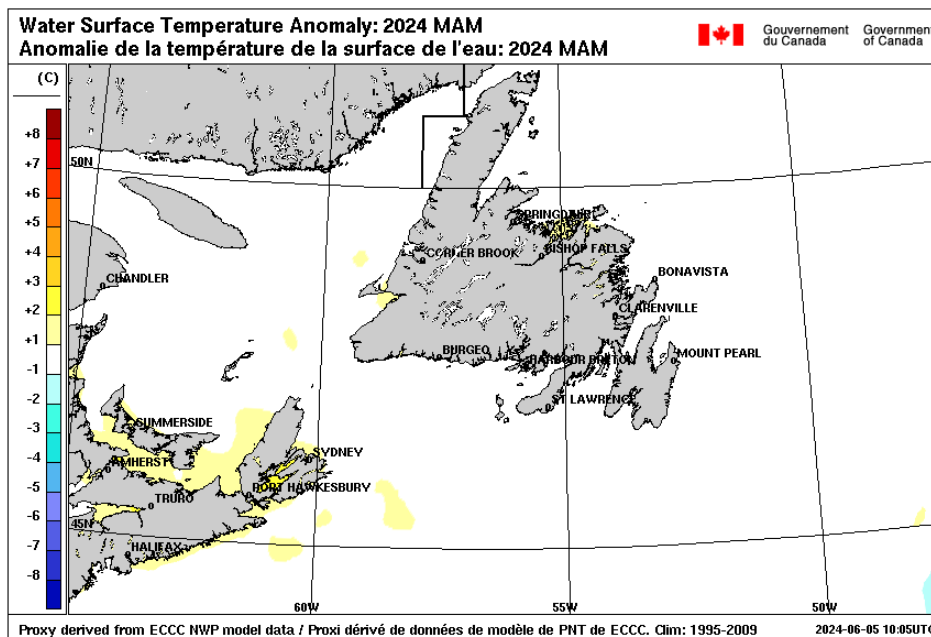 Water Surface Temperature Anomaly: 2024 MAM
Anomalie de la température de la surface de l'eau: 2024 MAM
Gouvernement du Canada
Government of Canada
(C)
+8
+7
+6
+5
+4
+3
+2
+1
-1
-2
-3
-4
-5
-6
-7
-8
50N
45N
SPRINGDALE
CORNER BROOK
BISHOP FALLS
CHANDLER
BONAVISTA
CLARENVILLE
BURGEO
HARBOUR BRETON
MOUNT PEARL
ST LAWRENCE
SUMMERSIDE
SYDNEY
AMHERST
PORT HAWKESBURY
TRURO
HALIFAX
60W
55W
50W
Proxy derived from ECCC NWP model data / Proxi dérivé de données de modèle de PNT de ECCC. Clim: 1995-2009
2024-06-05 10:05UTC